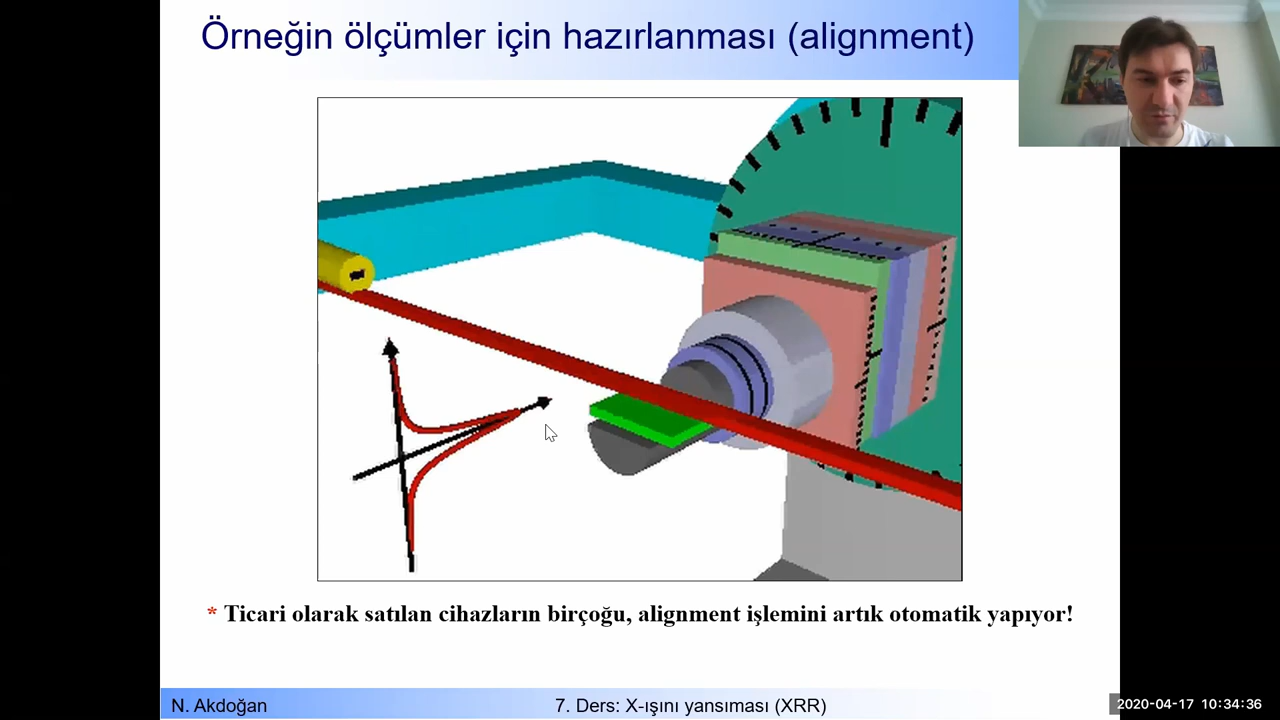 Örneğin ölçümler için hazırlanması (alignment)
* Ticari olarak satılan cihazların birçoğu, alignment işlemini artık otomatik yapıyor!
N. Akdoğan
7. Ders: X-ışını yansıması (XRR)
2020-04-17 10:34:36